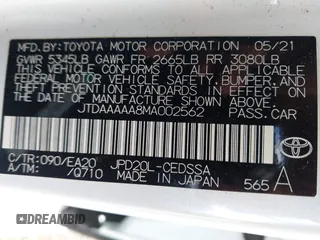 MFD.BY:TOYOTA MOTOR CORPORATION 05/21
GVWR 5345LB GAWR FR 2665LB RR 3080LB
THIS VEHICLE CONFORMS TO ALL APPLICABLE
FEDERAL MOTOR VEHICLE SAFETY,BUMPER,AND
THEFT PREVENTION STANDARDS IN EFFECT ON
THE DATE OF MANUFACTURE SHOWN ABOVE.
JTDAAAAA8MA002562 PASS.CAR
C/TR:090/EA20 JPD20L-CEDSSA
A/TM: /Q710 MADE IN JAPAN 565 A
TOYOTA
AUTOBIDMASTER